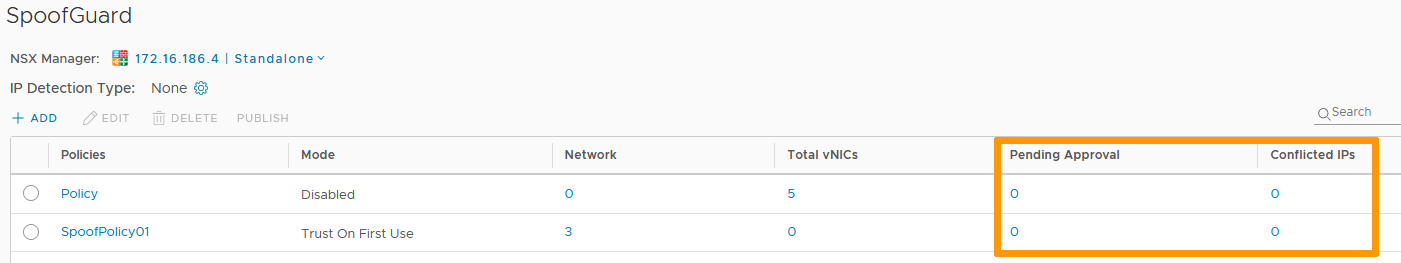 SpoofGuard
NSX Manager: 172.16.186.4 | Standalone
IP Detection Type: None
+ ADD EDIT DELETE PUBLISH Search
Policies Mode Network Total vNICs Pending Approval Conflicted IPs
Policy Disabled 0 5 0 0
SpoofPolicy01 Trust On First Use 3 0 0 0